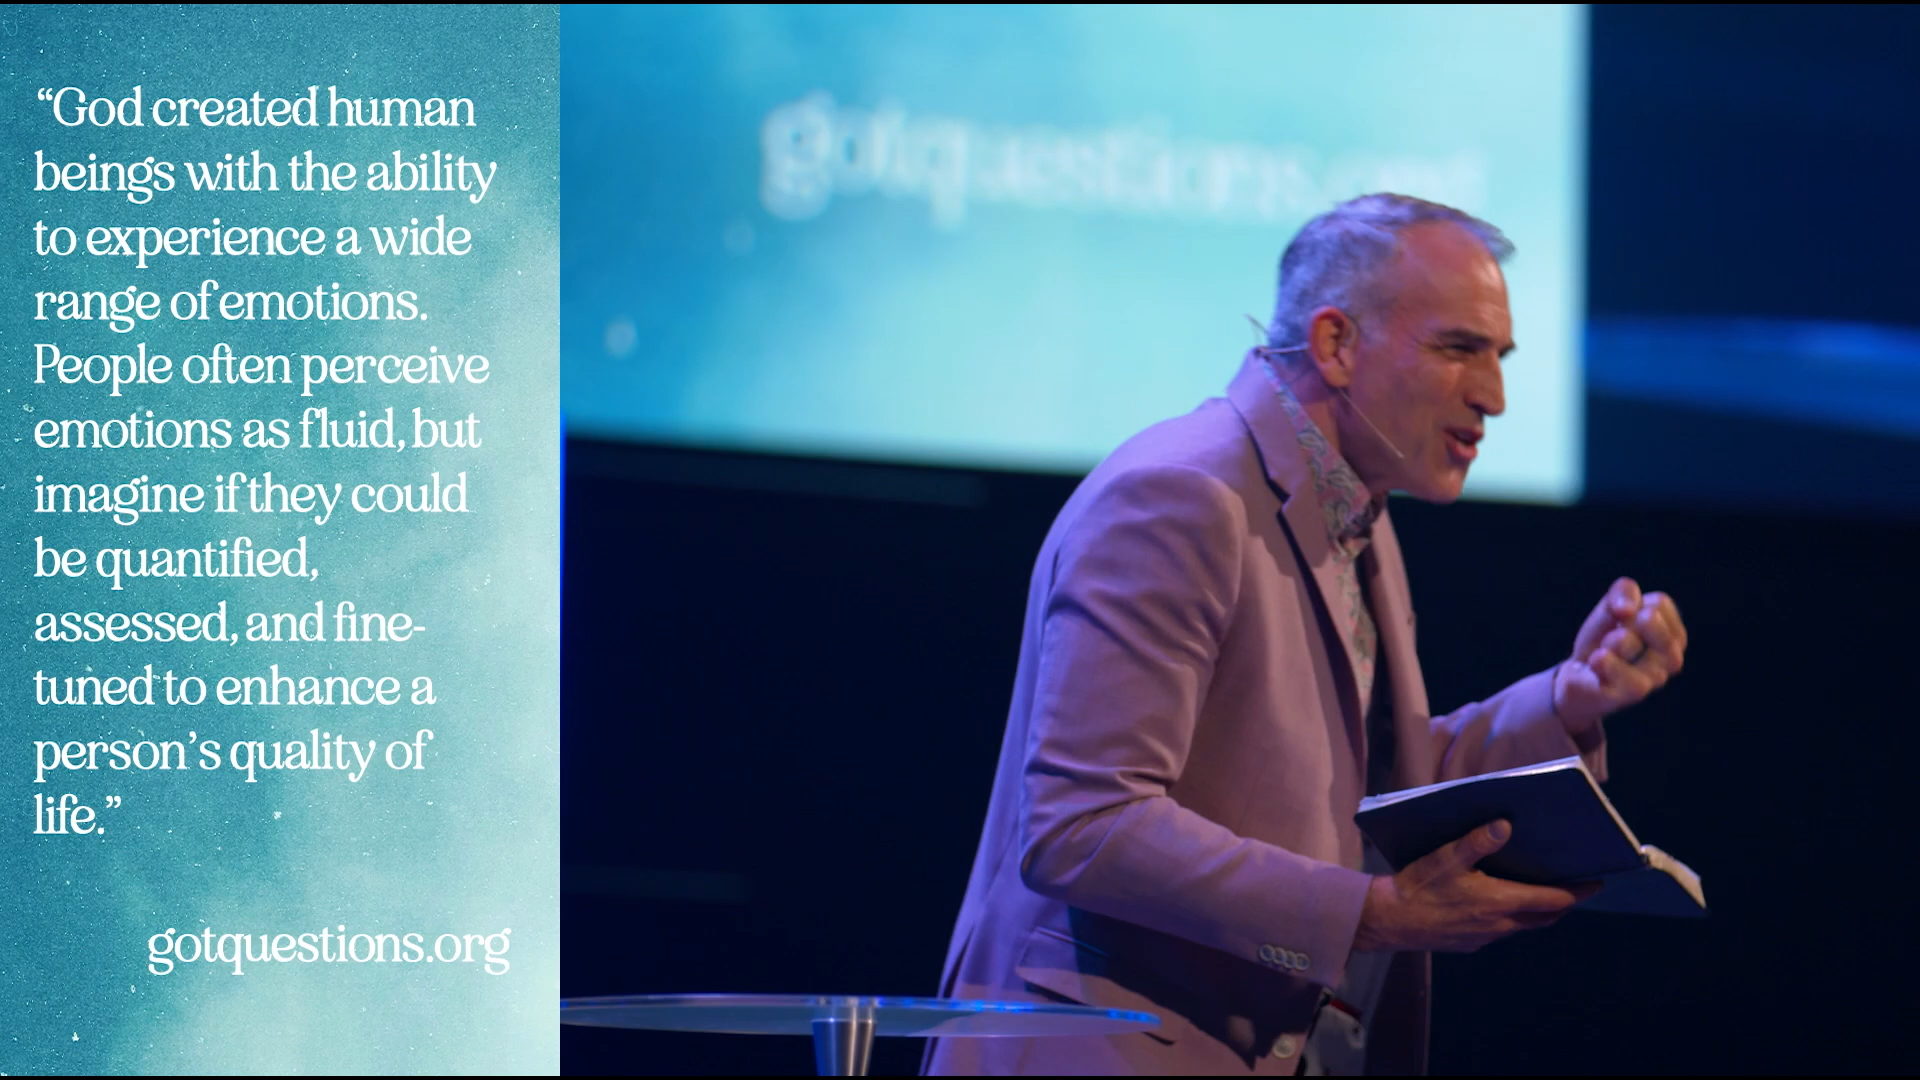 “God created human
beings with the ability
to experience a wide
range of emotions.
People often perceive
emotions as fluid, but
imagine if they could
be quantified,
assessed, and fine-
tuned to enhance a
person’s quality of
life.”
gotquestions.org
gotquestions.org